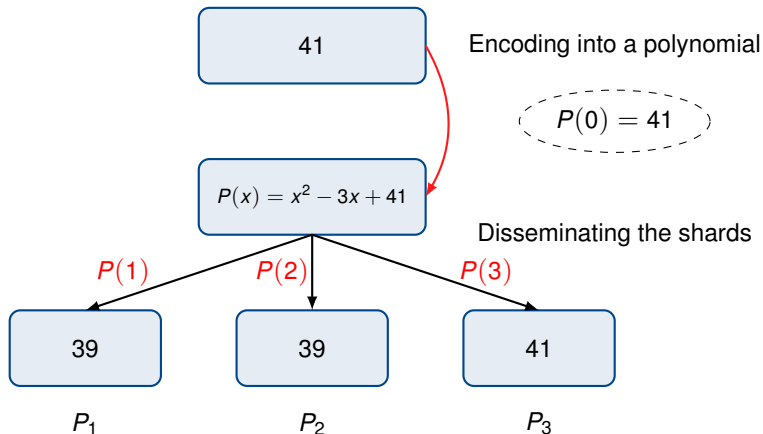 41
Encoding into a polynomial
P(0) = 41
P(x) = x² − 3x + 41
Disseminating the shards
P(1) P(2) P(3)
39 39 41
P₁ P₂ P₃